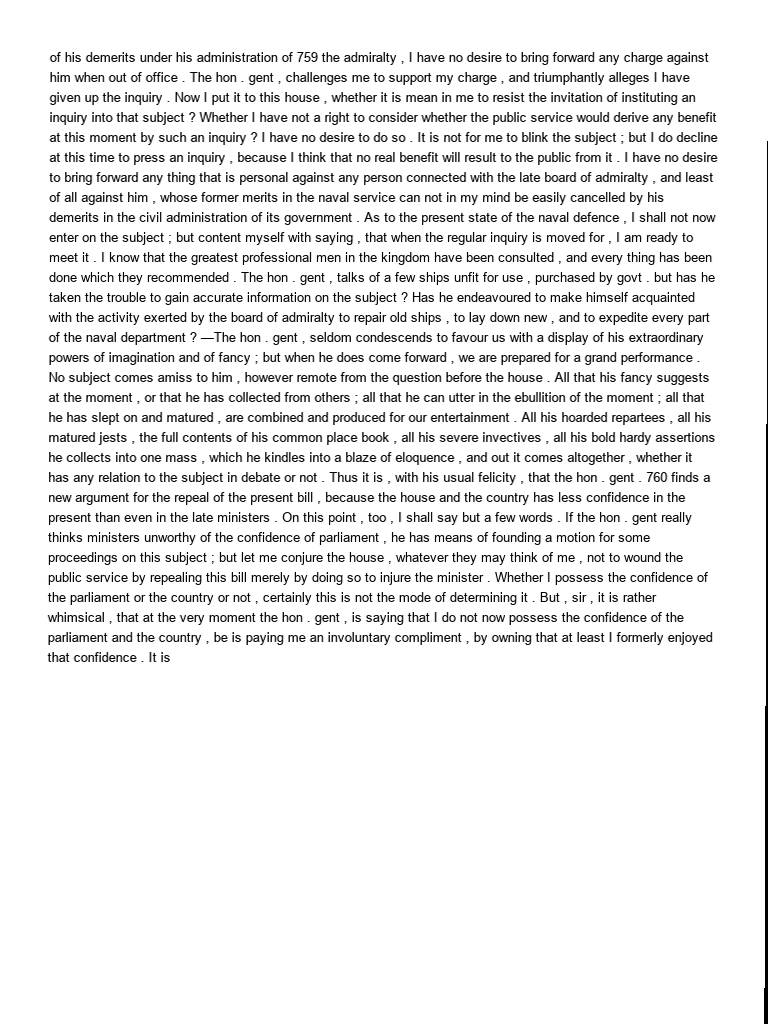 of his demerits under his administration of 759 the admiralty , I have no desire to bring forward any charge against
him when out of office . The hon . gent , challenges me to support my charge , and triumphantly alleges I have
given up the inquiry . Now I put it to this house , whether it is mean in me to resist the invitation of instituting an
inquiry into that subject ? Whether I have not a right to consider whether the public service would derive any benefit
at this moment by such an inquiry ? I have no desire to do so . It is not for me to blink the subject ; but I do decline
at this time to press an inquiry , because I think that no real benefit will result to the public from it . I have no desire
to bring forward any thing that is personal against any person connected with the late board of admiralty , and least
of all against him , whose former merits in the naval service can not in my mind be easily cancelled by his
demerits in the civil administration of its government . As to the present state of the naval defence , I shall not now
enter on the subject ; but content myself with saying , that when the regular inquiry is moved for , I am ready to
meet it . I know that the greatest professional men in the kingdom have been consulted , and every thing has been
done which they recommended . The hon . gent , talks of a few ships unfit for use , purchased by govt . but has he
taken the trouble to gain accurate information on the subject ? Has he endeavoured to make himself acquainted
with the activity exerted by the board of admiralty to repair old ships , to lay down new , and to expedite every part
of the naval department ? —The hon . gent , seldom condescends to favour us with a display of his extraordinary
powers of imagination and of fancy ; but when he does come forward , we are prepared for a grand performance .
No subject comes amiss to him , however remote from the question before the house . All that his fancy suggests
at the moment , or that he has collected from others ; all that he can utter in the ebullition of the moment ; all that
he has slept on and matured , are combined and produced for our entertainment . All his hoarded repartees , all his
matured jests , the full contents of his common place book , all his severe invectives , all his bold hardy assertions
he collects into one mass , which he kindles into a blaze of eloquence , and out it comes altogether , whether it
has any relation to the subject in debate or not . Thus it is , with his usual felicity , that the hon . gent . 760 finds a
new argument for the repeal of the present bill , because the house and the country has less confidence in the
present than even in the late ministers . On this point , too , I shall say but a few words . If the hon . gent really
thinks ministers unworthy of the confidence of parliament , he has means of founding a motion for some
proceedings on this subject ; but let me conjure the house , whatever they may think of me , not to wound the
public service by repealing this bill merely by doing so to injure the minister . Whether I possess the confidence of
the parliament or the country or not , certainly this is not the mode of determining it . But , sir , it is rather
whimsical , that at the very moment the hon . gent , is saying that I do not now possess the confidence of the
parliament and the country , be is paying me an involuntary compliment , by owning that at least I formerly enjoyed
that confidence . It is